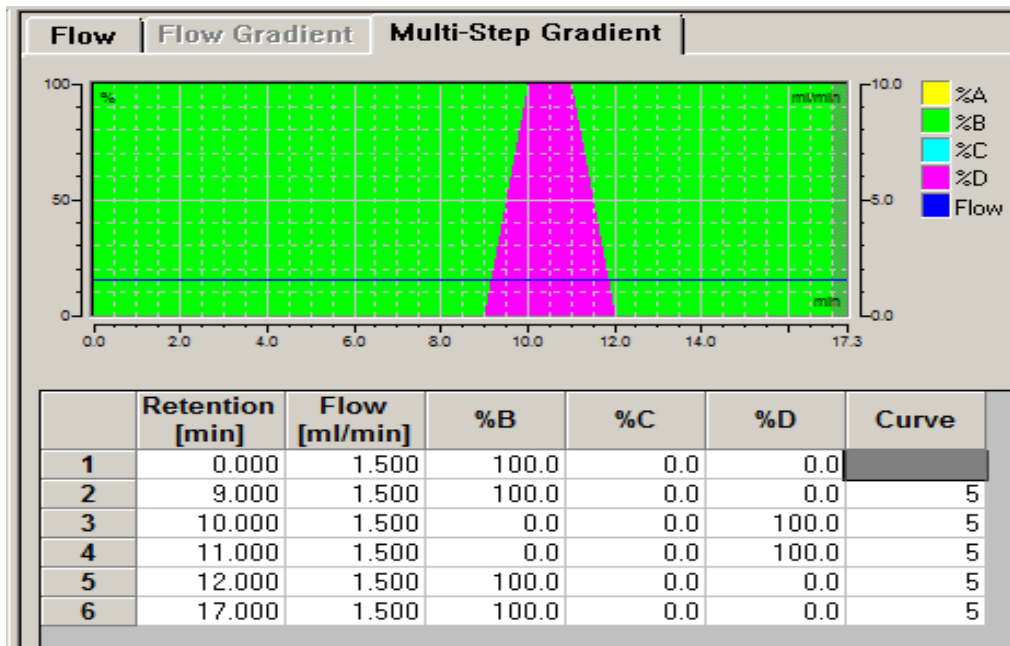 Flow Flow Gradient Multi-Step Gradient
100 % ml/min 10.0 %A
%B
%C
50 5.0 %D
Flow
0 min 0.0
0.0 2.0 4.0 6.0 8.0 10.0 12.0 14.0 17.3
Retention [min] Flow [ml/min] %B %C %D Curve
1 0.000 1.500 100.0 0.0 0.0
2 9.000 1.500 100.0 0.0 0.0 5
3 10.000 1.500 0.0 0.0 100.0 5
4 11.000 1.500 0.0 0.0 100.0 5
5 12.000 1.500 100.0 0.0 0.0 5
6 17.000 1.500 100.0 0.0 0.0 5